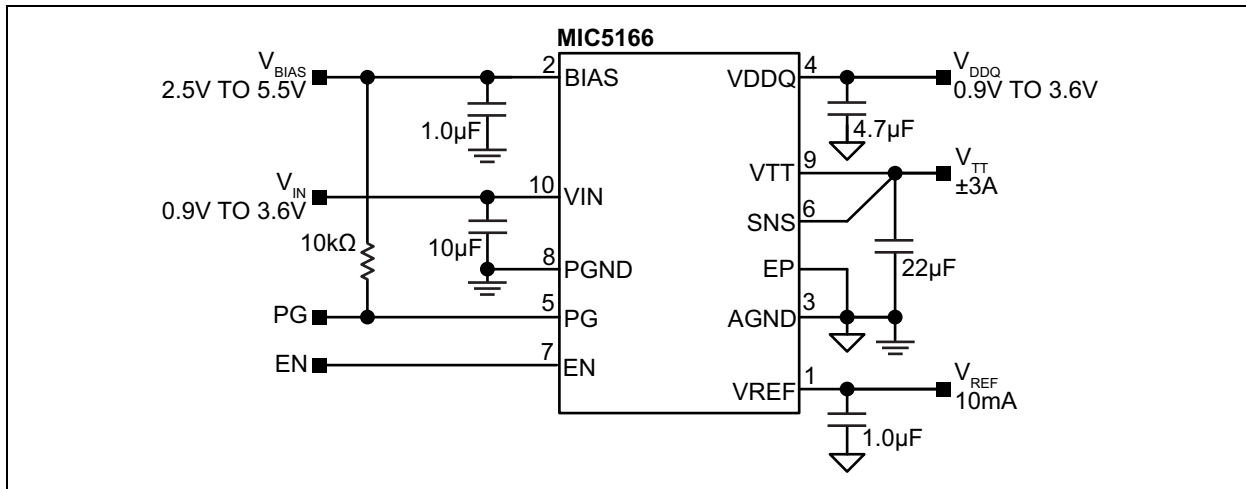 MIC5166
V_BIAS
2.5V TO 5.5V
2
BIAS
1.0µF
V_IN
0.9V TO 3.6V
10
VIN
10kΩ
10µF
8
PGND
PG
5
PG
EN
7
EN
VDDQ
4
V_DDQ
0.9V TO 3.6V
4.7µF
VTT
9
V_TT
±3A
SNS
6
22µF
EP
AGND
3
VREF
1
V_REF
10mA
1.0µF